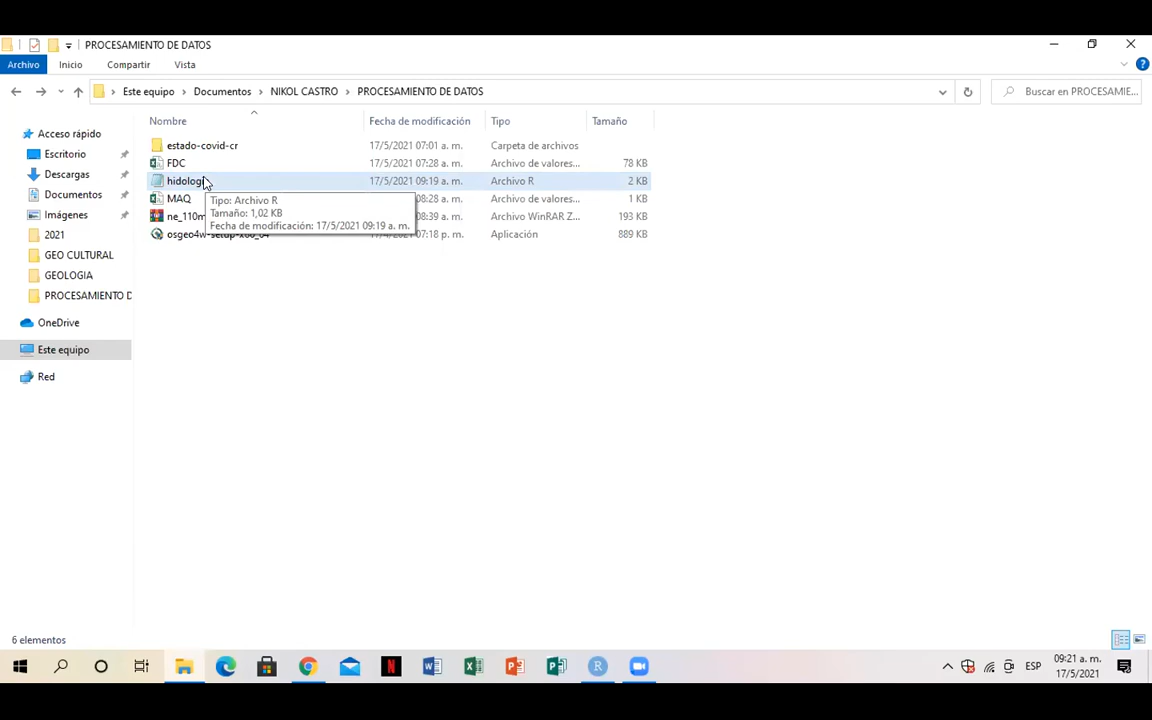 PROCESAMIENTO DE DATOS
Archivo Inicio Compartir Vista
Este equipo Documentos NIKOL CASTRO PROCESAMIENTO DE DATOS Buscar en PROCESAMIE...
Nombre Fecha de modificación Tipo Tamaño
Acceso rápido
Escritorio
Descargas
Documentos
Imágenes
2021
GEO CULTURAL
GEOLOGIA
PROCESAMIENTO D
OneDrive
Este equipo
Red
estado-covid-cr 17/5/2021 07:01 a. m. Carpeta de archivos
FDC 17/5/2021 07:28 a. m. Archivo de valores... 78 KB
hidologi 17/5/2021 09:19 a. m. Archivo R 2 KB
MAQ 08:28 a. m. Archivo de valores... 1 KB
ne_110m 08:39 a. m. Archivo WinRAR Z... 193 KB
osgeo4w-setup-x86_64 07:18 p. m. Aplicación 889 KB
Tipo: Archivo R
Tamaño: 1,02 KB
Fecha de modificación: 17/5/2021 09:19 a. m.
6 elementos
ESP
09:21 a. m.
17/5/2021